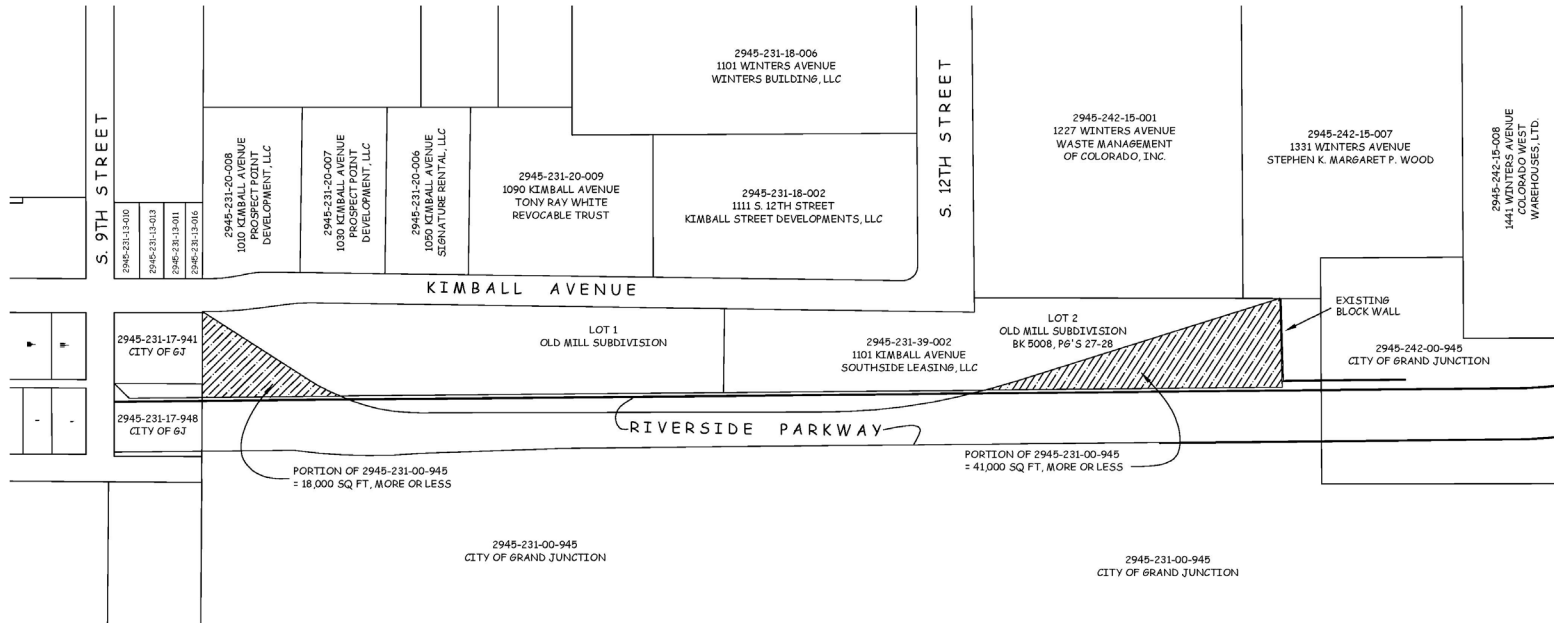 2945-231-18-006
1101 WINTERS AVENUE
WINTERS BUILDING, LLC
S. 9TH STREET
2945-231-13-010
2945-231-13-013
2945-231-13-011
2945-231-13-016
2945-231-20-008
1010 KIMBALL AVENUE
PROSPECT POINT
DEVELOPMENT, LLC
2945-231-20-007
1030 KIMBALL AVENUE
PROSPECT POINT
DEVELOPMENT, LLC
2945-231-20-006
1050 KIMBALL AVENUE
SIGNATURE RENTAL, LLC
2945-231-20-009
1090 KIMBALL AVENUE
TONY RAY WHITE
REVOCABLE TRUST
2945-231-18-002
1111 S. 12TH STREET
KIMBALL STREET DEVELOPMENTS, LLC
S. 12TH STREET
2945-242-15-001
1227 WINTERS AVENUE
WASTE MANAGEMENT
OF COLORADO, INC.
2945-242-15-007
1331 WINTERS AVENUE
STEPHEN K. MARGARET P. WOOD
2945-242-15-008
1441 WINTERS AVENUE
COLORADO WEST
WAREHOUSES, LTD.
KIMBALL AVENUE
2945-231-17-941
CITY OF GJ
LOT 1
OLD MILL SUBDIVISION
LOT 2
OLD MILL SUBDIVISION
BK 5008, PG'S 27-28
2945-231-39-002
1101 KIMBALL AVENUE
SOUTHSIDE LEASING, LLC
EXISTING
BLOCK WALL
2945-242-00-945
CITY OF GRAND JUNCTION
2945-231-17-948
CITY OF GJ
RIVERSIDE PARKWAY
PORTION OF 2945-231-00-945
= 18,000 SQ FT, MORE OR LESS
PORTION OF 2945-231-00-945
= 41,000 SQ FT, MORE OR LESS
2945-231-00-945
CITY OF GRAND JUNCTION
2945-231-00-945
CITY OF GRAND JUNCTION